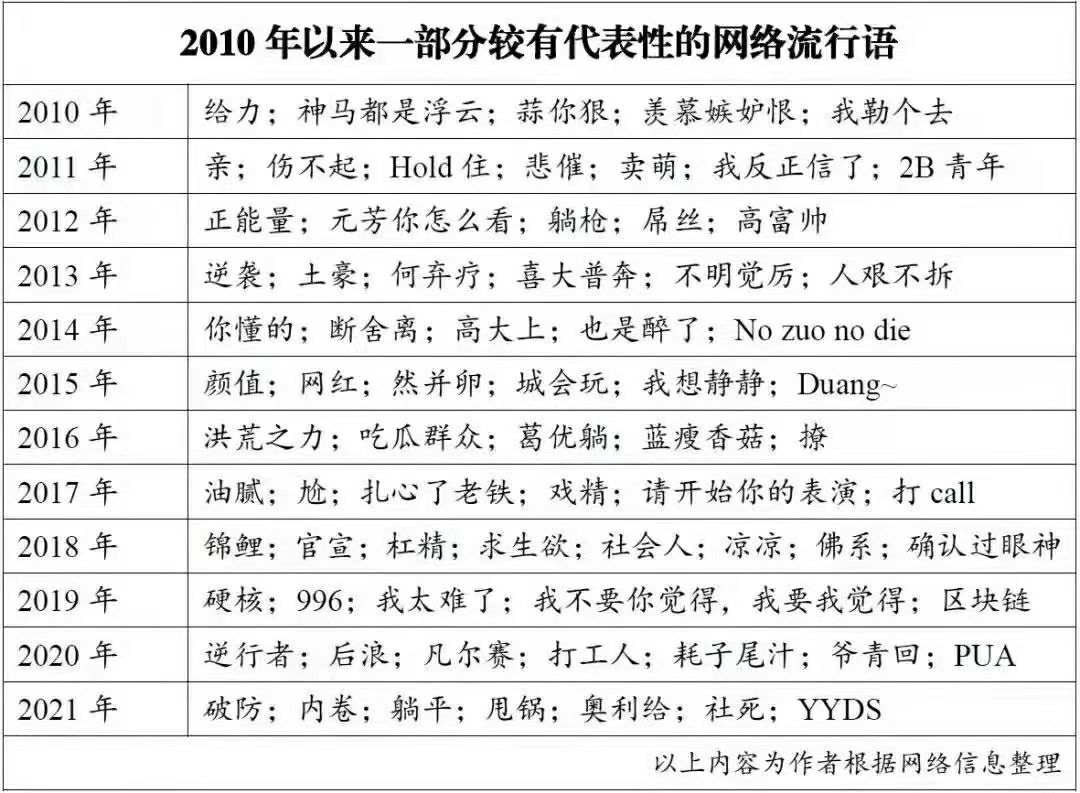 2010 年以来一部分较有代表性的网络流行语
2010 年 给力；神马都是浮云；蒜你狠；羡慕嫉妒恨；我勒个去
2011 年 亲；伤不起；Hold 住；悲催；卖萌；我反正信了；2B 青年
2012 年 正能量；元芳你怎么看；躺枪；屌丝；高富帅
2013 年 逆袭；土豪；何弃疗；喜大普奔；不明觉厉；人艰不拆
2014 年 你懂的；断舍离；高大上；也是醉了；No zuo no die
2015 年 颜值；网红；然并卵；城会玩；我想静静；Duang~
2016 年 洪荒之力；吃瓜群众；葛优躺；蓝瘦香菇；撩
2017 年 油腻；尬；扎心了老铁；戏精；请开始你的表演；打 call
2018 年 锦鲤；官宣；杠精；求生欲；社会人；凉凉；佛系；确认过眼神
2019 年 硬核；996；我太难了；我不要你觉得，我要我觉得；区块链
2020 年 逆行者；后浪；凡尔赛；打工人；耗子尾汁；爷青回；PUA
2021 年 破防；内卷；躺平；甩锅；奥利给；社死；YYDS
以上内容为作者根据网络信息整理